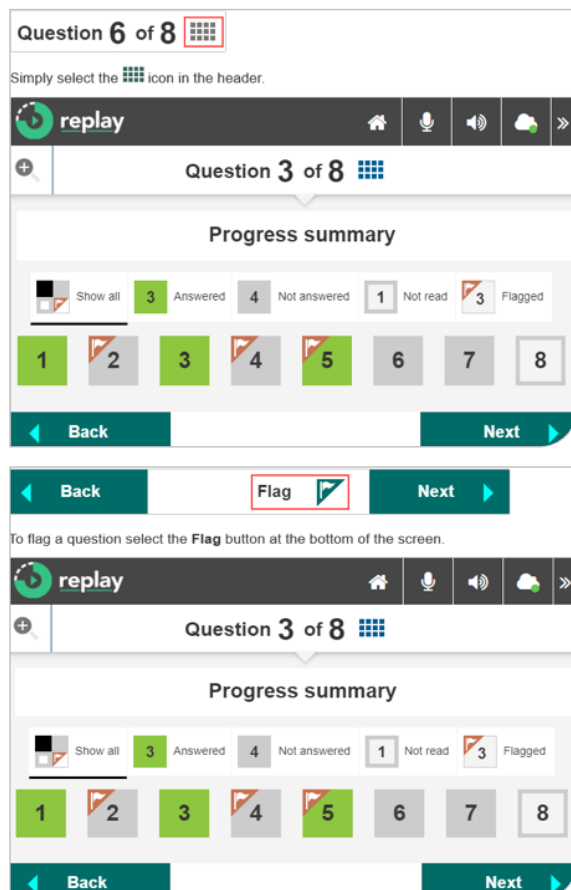 Question 6 of 8
Simply select the icon in the header.
replay
Question 3 of 8
Progress summary
Show all 3 Answered 4 Not answered 1 Not read 3 Flagged
1 2 3 4 5 6 7 8
Back Next
Back Flag Next
To flag a question select the Flag button at the bottom of the screen.
replay
Question 3 of 8
Progress summary
Show all 3 Answered 4 Not answered 1 Not read 3 Flagged
1 2 3 4 5 6 7 8
Back Next